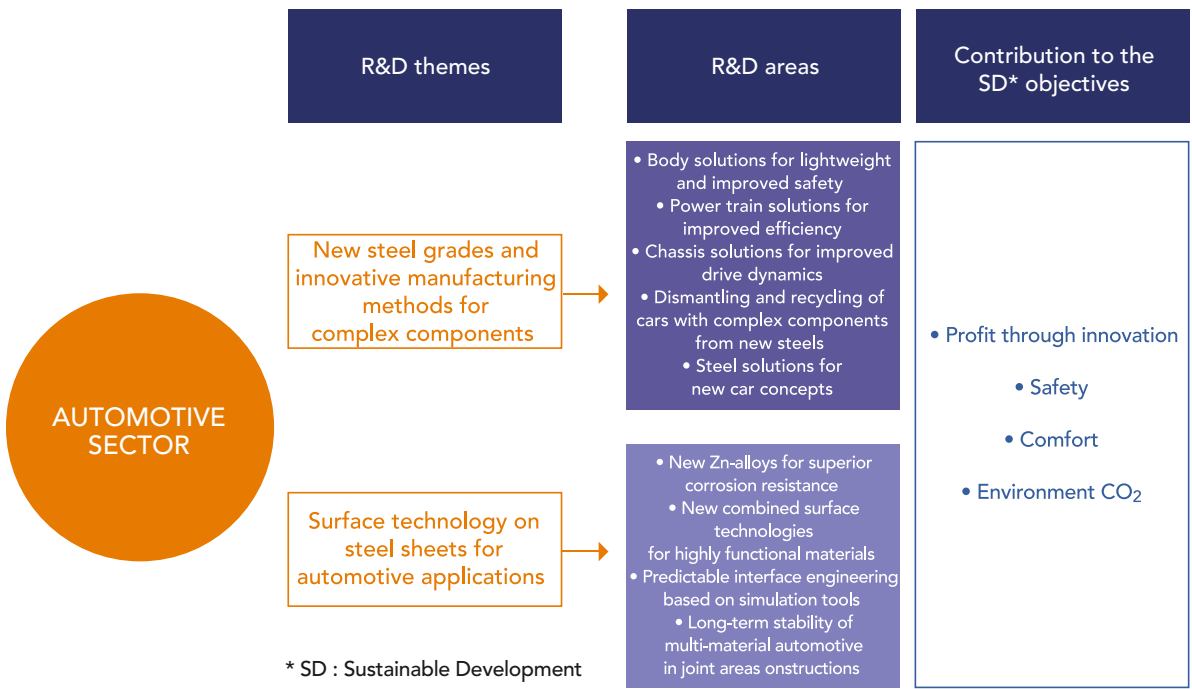 R&D themes
R&D areas
Contribution to the
SD* objectives
AUTOMOTIVE
SECTOR
New steel grades and
innovative manufacturing
methods for
complex components
• Body solutions for lightweight
and improved safety
• Power train solutions for
improved efficiency
• Chassis solutions for improved
drive dynamics
• Dismantling and recycling of
cars with complex components
from new steels
• Steel solutions for
new car concepts
Surface technology on
steel sheets for
automotive applications
• New Zn-alloys for superior
corrosion resistance
• New combined surface
technologies
for highly functional materials
• Predictable interface engineering
based on simulation tools
• Long-term stability of
multi-material automotive
in joint areas onstructions
• Profit through innovation
• Safety
• Comfort
• Environment CO₂
* SD : Sustainable Development